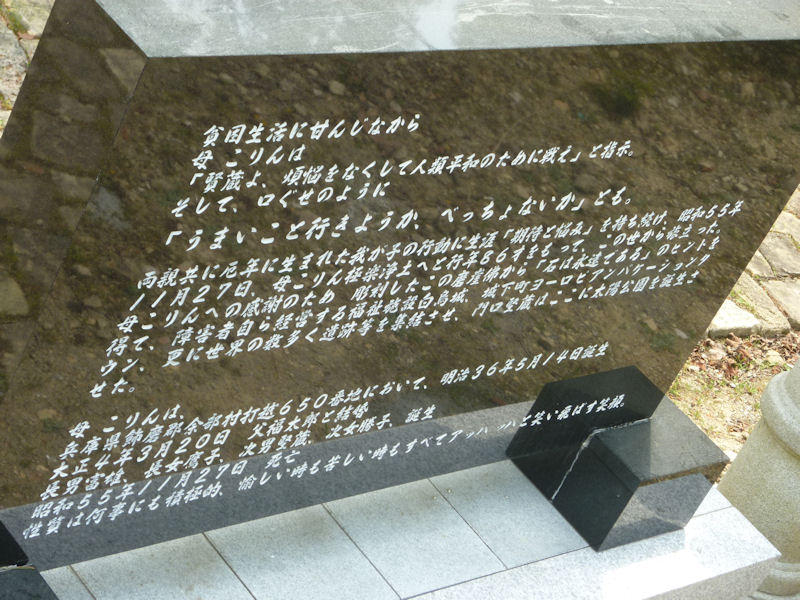 貧困生活に甘んじながら
母 こりんは
「賢蔵よ、煩悩をなくして人類平和のために戦え」と指示。
そして、口ぐせのように
「うまいこと行きようか、べっちょないか」とも。
両親共に厄年に生まれた我が子の行動に生涯「期待と悩み」を持ち続け、昭和55年
11月27日、母こりん極楽浄土へと行年86才をもって、この世から旅立った。
母こりんへの感謝のため 彫刻したこの磨崖佛から「石は永遠である」のヒントを
得て、障害者自ら経営する福祉施設白鳥城、城下町ヨーロピアンバケーションタ
ウン、更に世界の数多く遺跡等を集結させ、門口堅蔵はここに太陽公園を誕生さ
せた。
母 こりんは、
兵庫県飾磨郡余部村打越650番地において、明治36年5月14日誕生
大正4年3月20日 父福太郎と結婚
長男富雄、長女鷹子、次男堅蔵、次女勝子、誕生
昭和55年11月27日 死亡
性質は何事にも積極的、愉しい時も苦しい時もすべてアッハッハと笑い飛ばす笑顔。